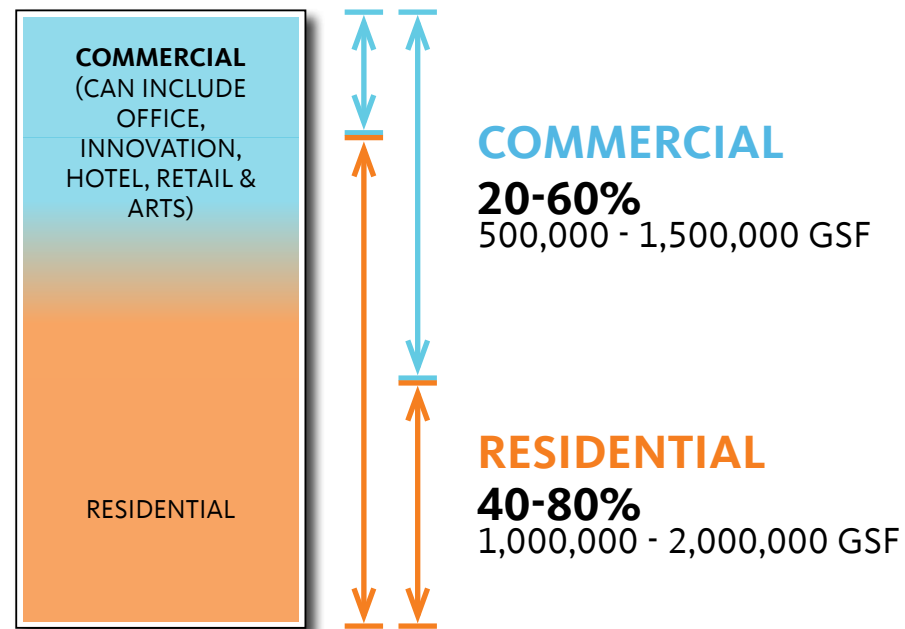 COMMERCIAL
(CAN INCLUDE
OFFICE,
INNOVATION,
HOTEL, RETAIL &
ARTS)
RESIDENTIAL
COMMERCIAL
20-60%
500,000 - 1,500,000 GSF
RESIDENTIAL
40-80%
1,000,000 - 2,000,000 GSF